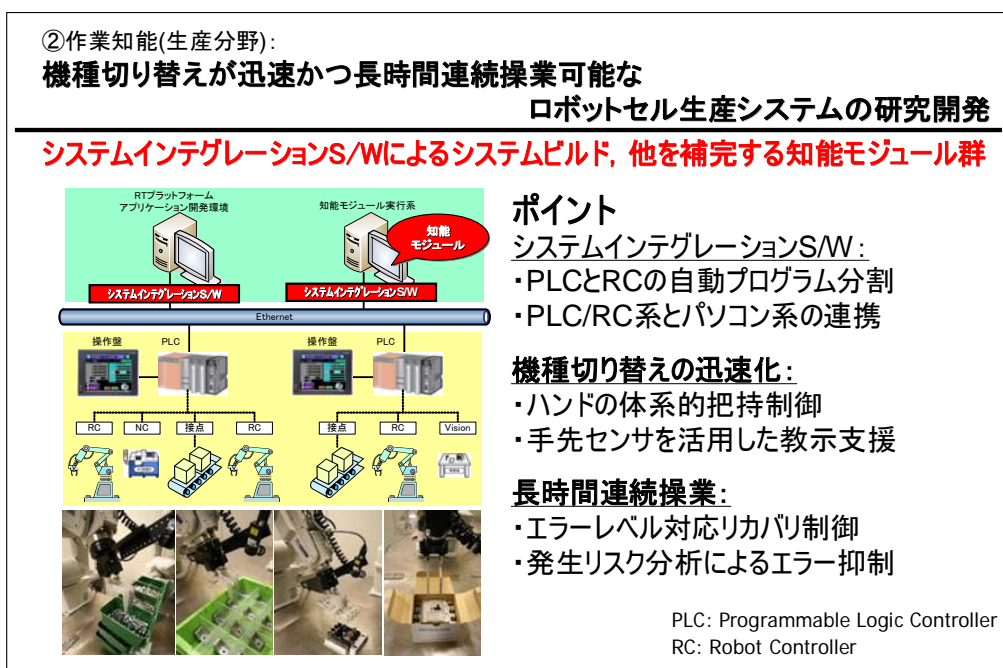 ②作業知能(生産分野):
機種切り替えが迅速かつ長時間連続操業可能な
ロボットセル生産システムの研究開発
システムインテグレーションS/Wによるシステムビルド, 他を補完する知能モジュール群
RTプラットフォーム
アプリケーション開発環境
知能モジュール実行系
知能
モジュール
システムインテグレーションS/W
システムインテグレーションS/W
Ethernet
操作盤
PLC
操作盤
PLC
RC
NC
接点
RC
接点
RC
Vision
ポイント
システムインテグレーションS/W:
・PLCとRCの自動プログラム分割
・PLC/RC系とパソコン系の連携
機種切り替えの迅速化:
・ハンドの体系的把持制御
・手先センサを活用した教示支援
長時間連続操業:
・エラーレベル対応リカバリ制御
・発生リスク分析によるエラー抑制
PLC: Programmable Logic Controller
RC: Robot Controller